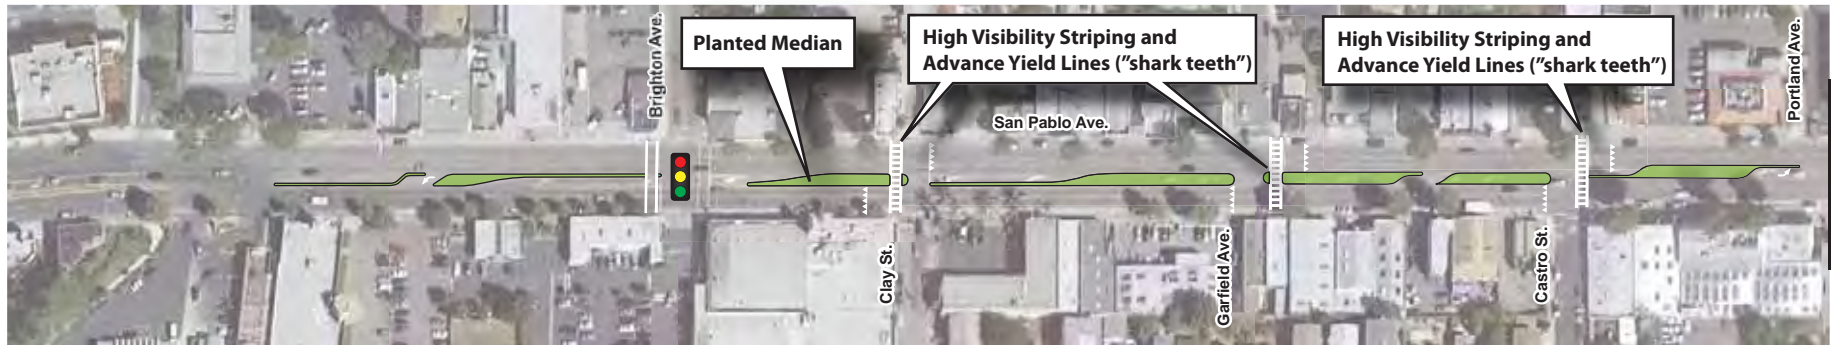 Brighton Ave.
Planted Median
High Visibility Striping and
Advance Yield Lines (”shark teeth”)
High Visibility Striping and
Advance Yield Lines (”shark teeth”)
Portland Ave.
San Pablo Ave.
Clay St.
Garfield Ave.
Castro St.